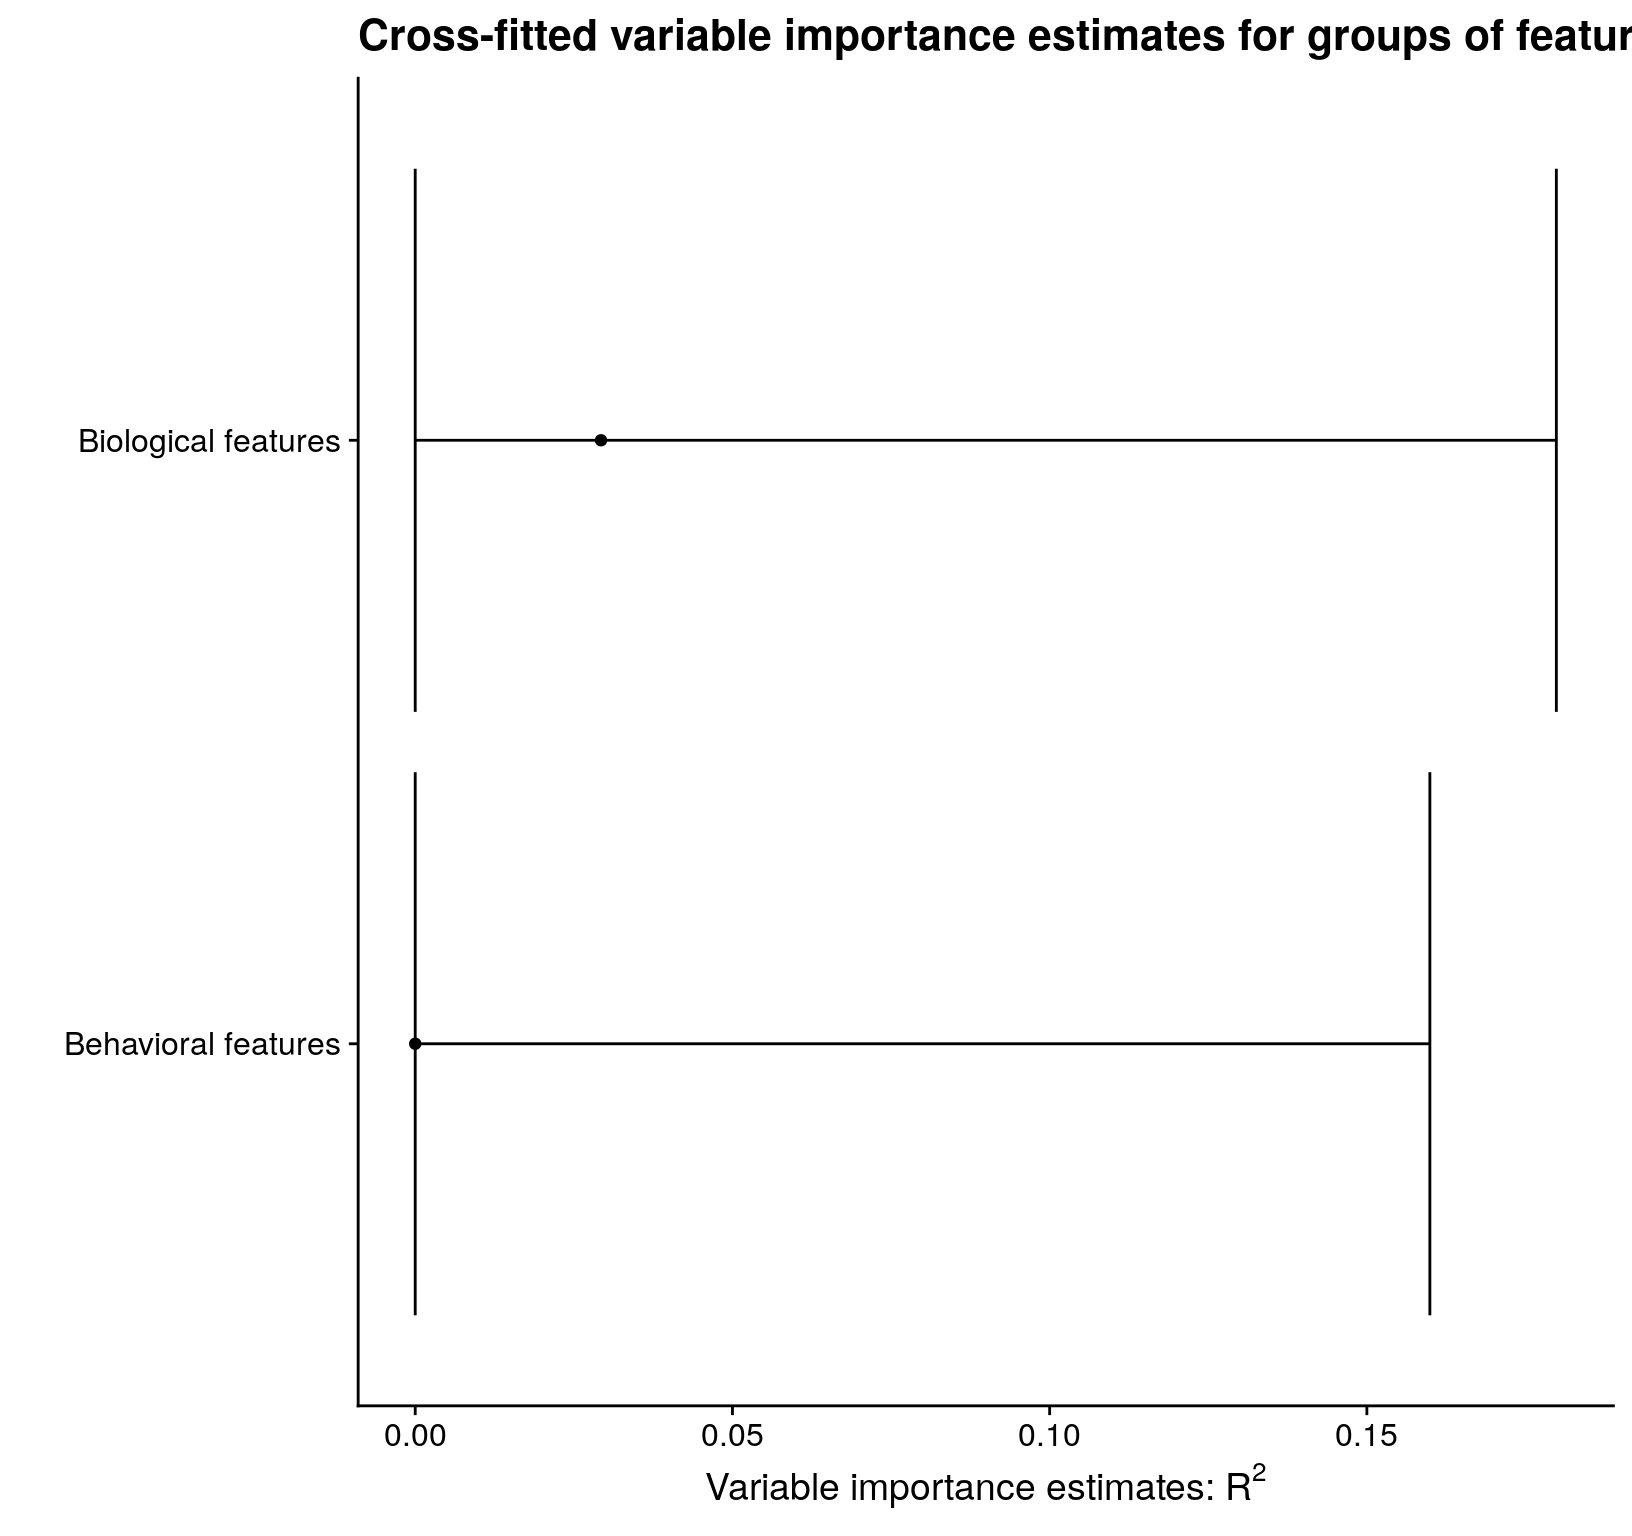 Cross-fitted variable importance estimates for groups of featur
Biological features
Behavioral features
0.00 0.05 0.10 0.15
Variable importance estimates: R²